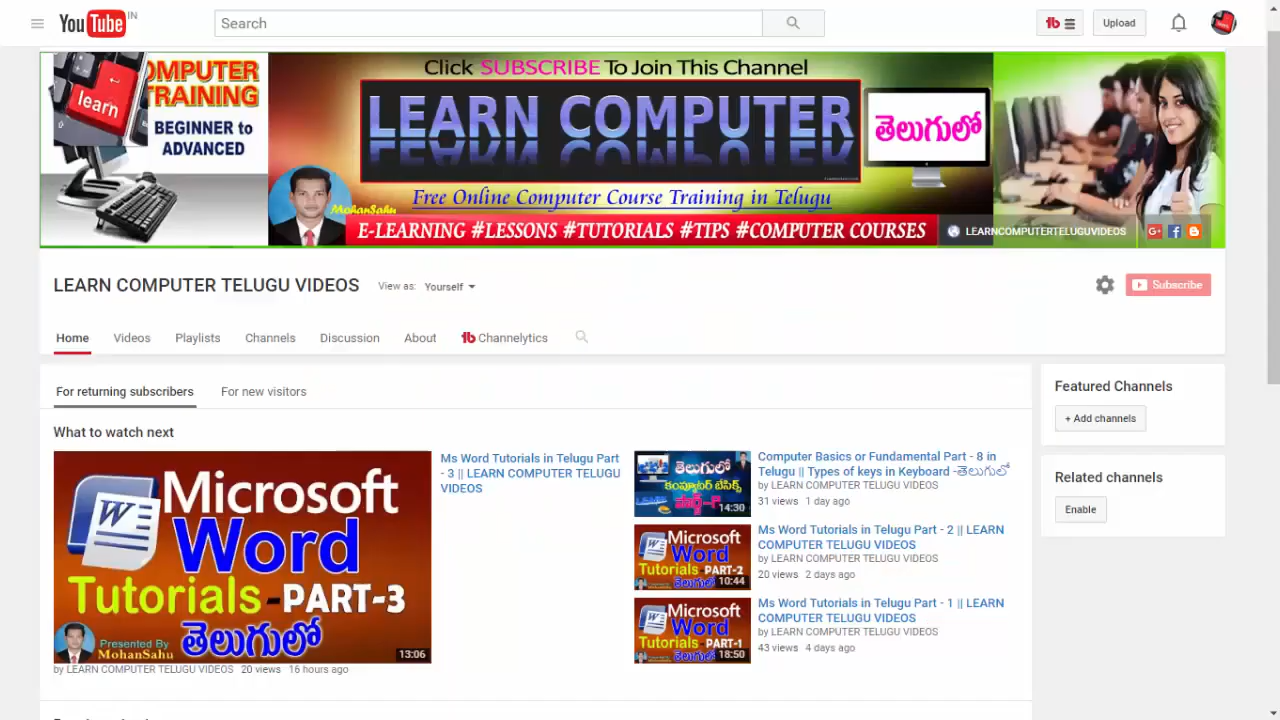 YouTube IN
Search
Upload
Click SUBSCRIBE To Join This Channel
COMPUTER
TRAINING
learn
BEGINNER to
ADVANCED
LEARN COMPUTER
తెలుగులో
Free Online Computer Course Training in Telugu
MohanSahu
E-LEARNING #LESSONS #TUTORIALS #TIPS #COMPUTER COURSES
LEARNCOMPUTERTELUGUVIDEOS
LEARN COMPUTER TELUGU VIDEOS
View as: Yourself
Subscribe
Home
Videos
Playlists
Channels
Discussion
About
Channelytics
For returning subscribers
For new visitors
What to watch next
Microsoft
Word
Tutorials -PART-3
Presented By
MohanSahu
తెలుగులో
13:06
by LEARN COMPUTER TELUGU VIDEOS 20 views 16 hours ago
Ms Word Tutorials in Telugu Part
- 3 || LEARN COMPUTER TELUGU
VIDEOS
తెలుగులో
కంప్యూటర్ బేసిక్స్
14:30
Computer Basics or Fundamental Part - 8 in
Telugu || Types of keys in Keyboard -తెలుగులో
by LEARN COMPUTER TELUGU VIDEOS
31 views 1 day ago
Microsoft
Word
Tutorials -PART-2
తెలుగులో
10:44
Ms Word Tutorials in Telugu Part - 2 || LEARN
COMPUTER TELUGU VIDEOS
by LEARN COMPUTER TELUGU VIDEOS
20 views 2 days ago
Microsoft
Word
Tutorials -PART-1
తెలుగులో
18:50
Ms Word Tutorials in Telugu Part - 1 || LEARN
COMPUTER TELUGU VIDEOS
by LEARN COMPUTER TELUGU VIDEOS
43 views 4 days ago
Featured Channels
+ Add channels
Related channels
Enable